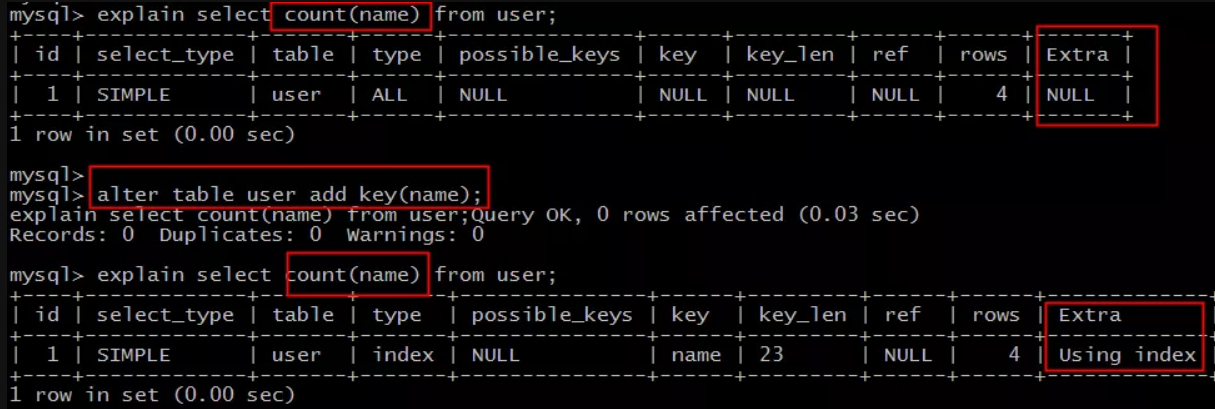 mysql> explain select count(name) from user;
+----+-------------+-------+------+---------------+------+---------+------+------+-------+
| id | select_type | table | type | possible_keys | key | key_len | ref | rows | Extra |
+----+-------------+-------+------+---------------+------+---------+------+------+-------+
| 1 | SIMPLE | user | ALL | NULL | NULL | NULL | NULL | 4 | NULL |
+----+-------------+-------+------+---------------+------+---------+------+------+-------+
1 row in set (0.00 sec)
mysql>
mysql> alter table user add key(name);
explain select count(name) from user;Query OK, 0 rows affected (0.03 sec)
Records: 0 Duplicates: 0 Warnings: 0
mysql> explain select count(name) from user;
+----+-------------+-------+-------+---------------+------+---------+------+------+-------------+
| id | select_type | table | type | possible_keys | key | key_len | ref | rows | Extra
+----+-------------+-------+-------+---------------+------+---------+------+------+-------------+
| 1 | SIMPLE | user | index | NULL | name | 23 | NULL | 4 | Using index
+----+-------------+-------+-------+---------------+------+---------+------+------+-------------+
1 row in set (0.00 sec)